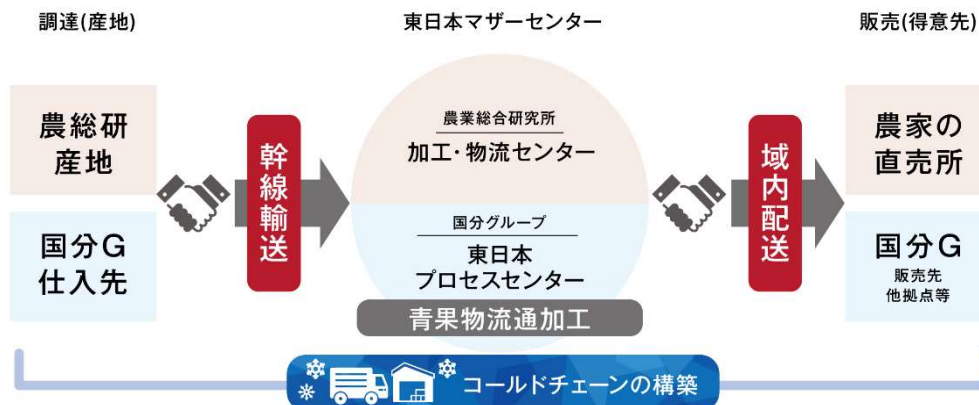 調達(産地)
東日本マザーセンター
販売(得意先)
農総研
産地
国分G
仕入先
幹線輸送
農業総合研究所
加工・物流センター
国分グループ
東日本
プロセスセンター
青果物流通加工
域内配送
農家の
直売所
国分G
販売先
他拠点等
コールドチェーンの構築